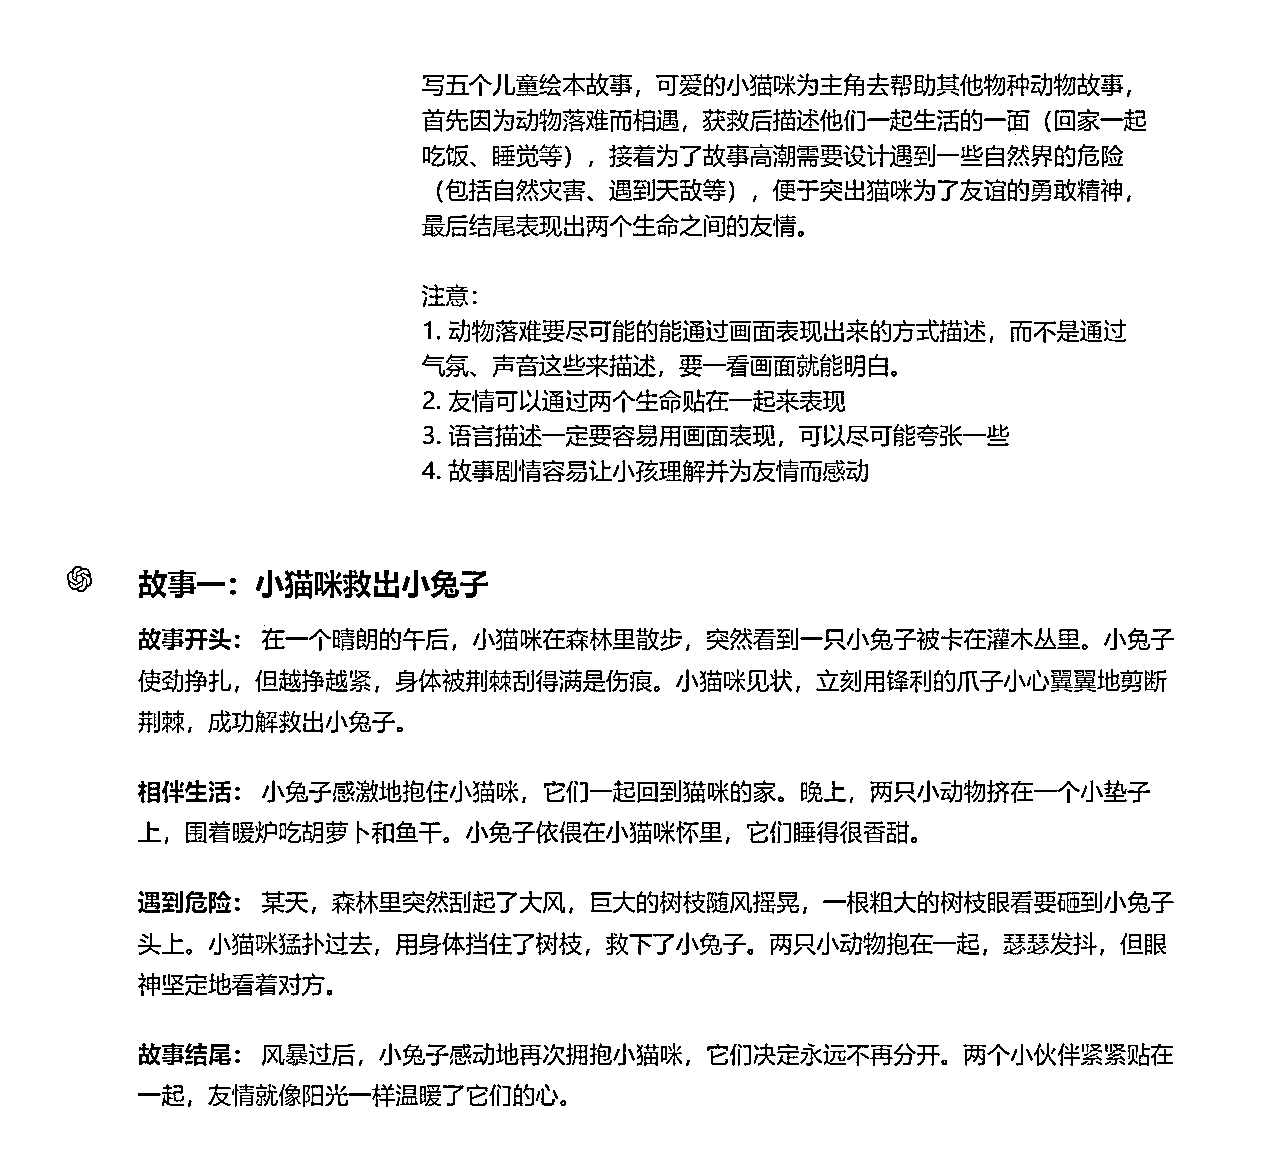 写五个儿童绘本故事，可爱的小猫咪为主角去帮助其他物种动物故事，
首先因为动物落难而相遇，获救后描述他们一起生活的一面（回家一起
吃饭、睡觉等），接着为了故事高潮需要设计遇到一些自然界的危险
（包括自然灾害、遇到天敌等），便于突出猫咪为了友谊的勇敢精神，
最后结尾表现出两个生命之间的友情。
注意：
1. 动物落难要尽可能的能通过画面表现出来的方式描述，而不是通过
气氛、声音这些来描述，要一看画面就能明白。
2. 友情可以通过两个生命贴在一起来表现
3. 语言描述一定要容易用画面表现，可以尽可能夸张一些
4. 故事剧情容易让小孩理解并为友情而感动
故事一：小猫咪救出小兔子
故事开头： 在一个晴朗的午后，小猫咪在森林里散步，突然看到一只小兔子被卡在灌木丛里。小兔子
使劲挣扎，但越挣越紧，身体被荆棘刮得满是伤痕。小猫咪见状，立刻用锋利的爪子小心翼翼地剪断
荆棘，成功解救出小兔子。
相伴生活： 小兔子感激地抱住小猫咪，它们一起回到猫咪的家。晚上，两只小动物挤在一个小垫子
上，围着暖炉吃胡萝卜和鱼干。小兔子依偎在小猫咪怀里，它们睡得很香甜。
遇到危险： 某天，森林里突然刮起了大风，巨大的树枝随风摇晃，一根粗大的树枝眼看要砸到小兔子
头上。小猫咪猛扑过去，用身体挡住了树枝，救下了小兔子。两只小动物抱在一起，瑟瑟发抖，但眼
神坚定地看着对方。
故事结尾： 风暴过后，小兔子感动地再次拥抱小猫咪，它们决定永远不再分开。两个小伙伴紧紧贴在
一起，友情就像阳光一样温暖了它们的心。